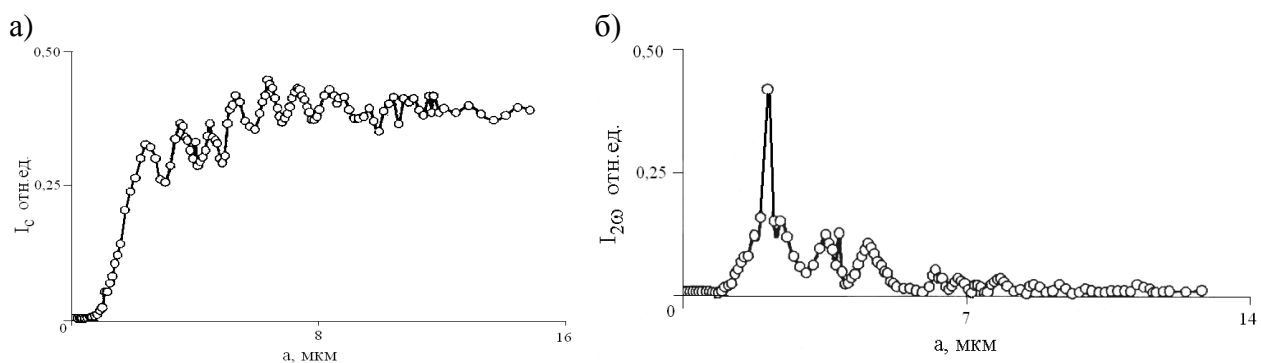 а)
0,50
0,25
0
8
16
I_c отн.ед.
а, мкм
б)
0,50
0,25
0
7
14
I_2ω отн.ед.
а, мкм